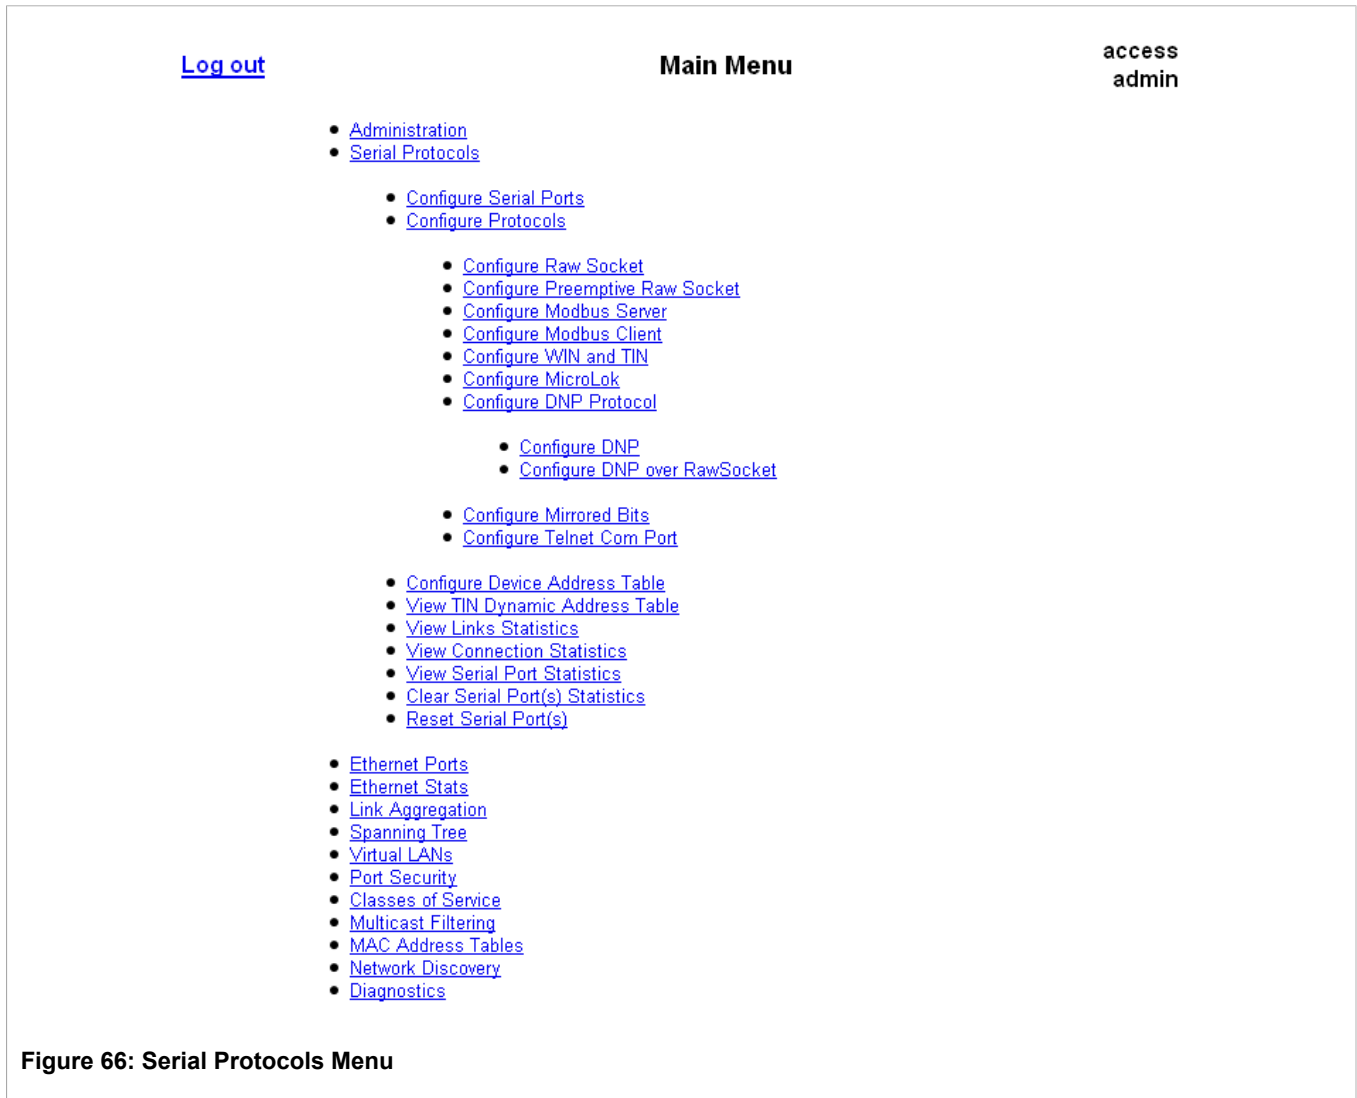 Log out
Main Menu
access
admin
Administration
Serial Protocols
Configure Serial Ports
Configure Protocols
Configure Raw Socket
Configure Preemptive Raw Socket
Configure Modbus Server
Configure Modbus Client
Configure WIN and TIN
Configure MicroLok
Configure DNP Protocol
Configure DNP
Configure DNP over RawSocket
Configure Mirrored Bits
Configure Telnet Com Port
Configure Device Address Table
View TIN Dynamic Address Table
View Links Statistics
View Connection Statistics
View Serial Port Statistics
Clear Serial Port(s) Statistics
Reset Serial Port(s)
Ethernet Ports
Ethernet Stats
Link Aggregation
Spanning Tree
Virtual LANs
Port Security
Classes of Service
Multicast Filtering
MAC Address Tables
Network Discovery
Diagnostics
Figure 66: Serial Protocols Menu